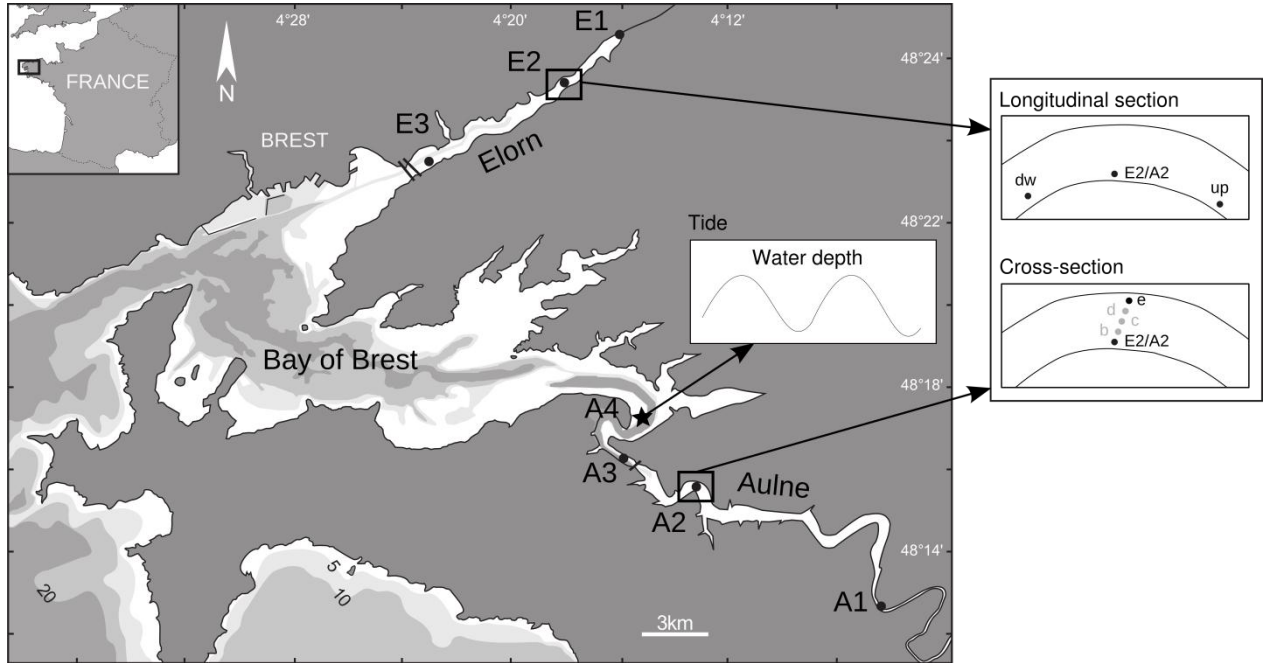 4°28'
4°20'
4°12'
E1
48°24'
FRANCE
N
E2
E3
BREST
Elorn
Longitudinal section
dw
E2/A2
up
48°22'
Tide
Water depth
Cross-section
e
d
c
b
E2/A2
Bay of Brest
48°18'
A4
A3
Aulne
A2
48°14'
A1
5
10
20
3km